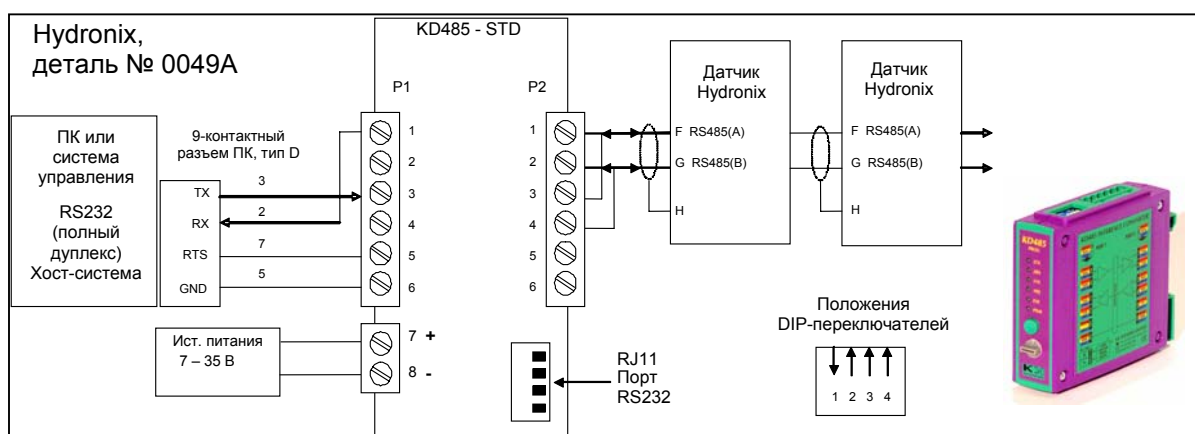 Hydronix,
деталь № 0049A
KD485 - STD
P1
P2
ПК или
система
управления
RS232
(полный
дуплекс)
Хост-система
9-контактный
разъем ПК, тип D
TX
RX
RTS
GND
3
2
7
5
1
2
3
4
5
6
7 +
8 -
Ист. питания
7 – 35 В
1
2
3
4
5
6
Датчик
Hydronix
F RS485(A)
G RS485(B)
H
Датчик
Hydronix
F RS485(A)
G RS485(B)
H
RJ11
Порт
RS232
Положения
DIP-переключателей
1 2 3 4
KD485